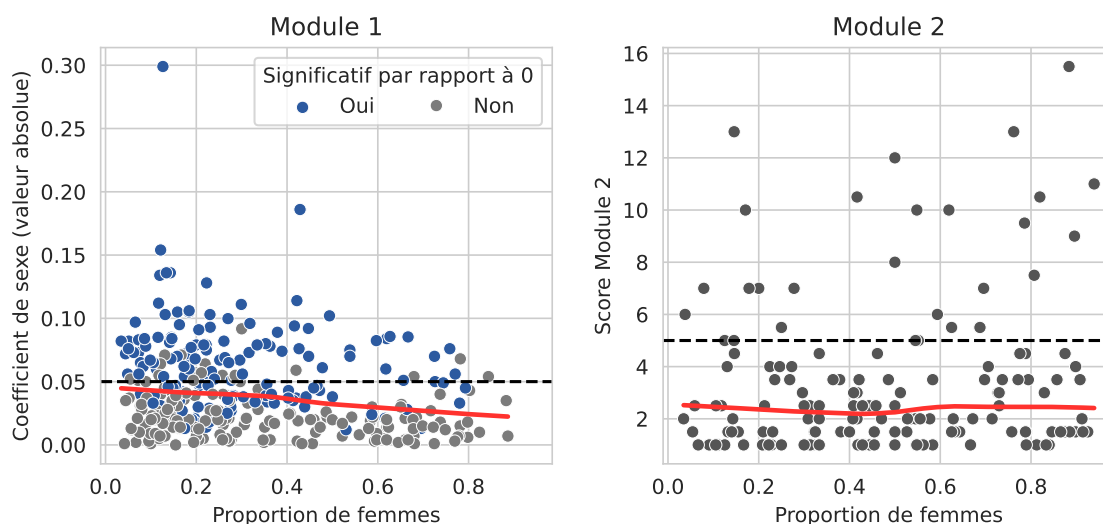 Module 1
Coefficient de sexe (valeur absolue)
0.30
0.25
0.20
0.15
0.10
0.05
0.00
Significatif par rapport à 0
Oui Non
0.0 0.2 0.4 0.6 0.8
Proportion de femmes
Module 2
Score Module 2
16
14
12
10
8
6
4
2
0.0 0.2 0.4 0.6 0.8
Proportion de femmes